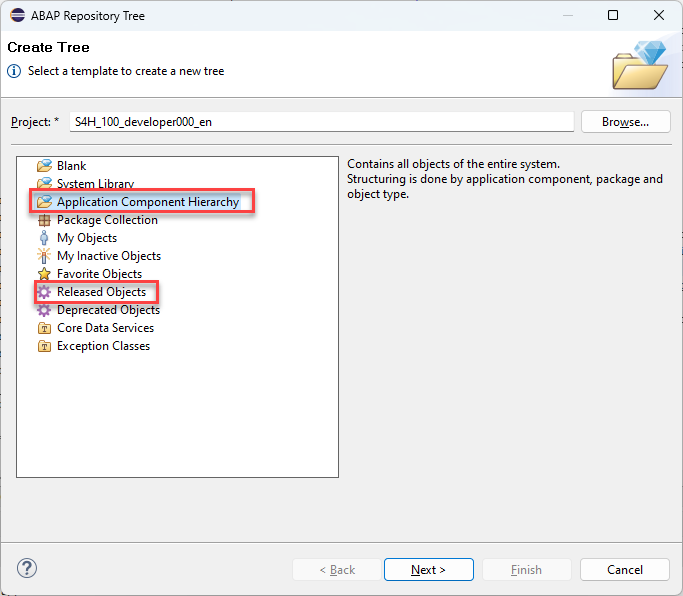 ABAP Repository Tree
Create Tree
Select a template to create a new tree
Project: * S4H_100_developer000_en Browse...
Blank
System Library
Application Component Hierarchy
Package Collection
My Objects
My Inactive Objects
Favorite Objects
Released Objects
Deprecated Objects
Core Data Services
Exception Classes
Contains all objects of the entire system.
Structuring is done by application component, package and
object type.
? < Back Next > Finish Cancel